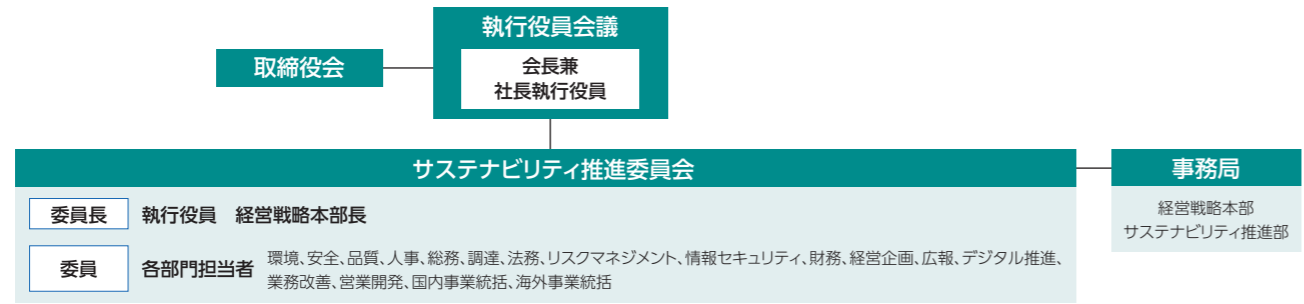 執行役員会議
会長兼
社長執行役員
取締役会
サステナビリティ推進委員会
委員長 執行役員 経営戦略本部長
委員 各部門担当者 環境、安全、品質、人事、総務、調達、法務、リスクマネジメント、情報セキュリティ、財務、経営企画、広報、デジタル推進、
業務改善、営業開発、国内事業統括、海外事業統括
事務局
経営戦略本部
サステナビリティ推進部